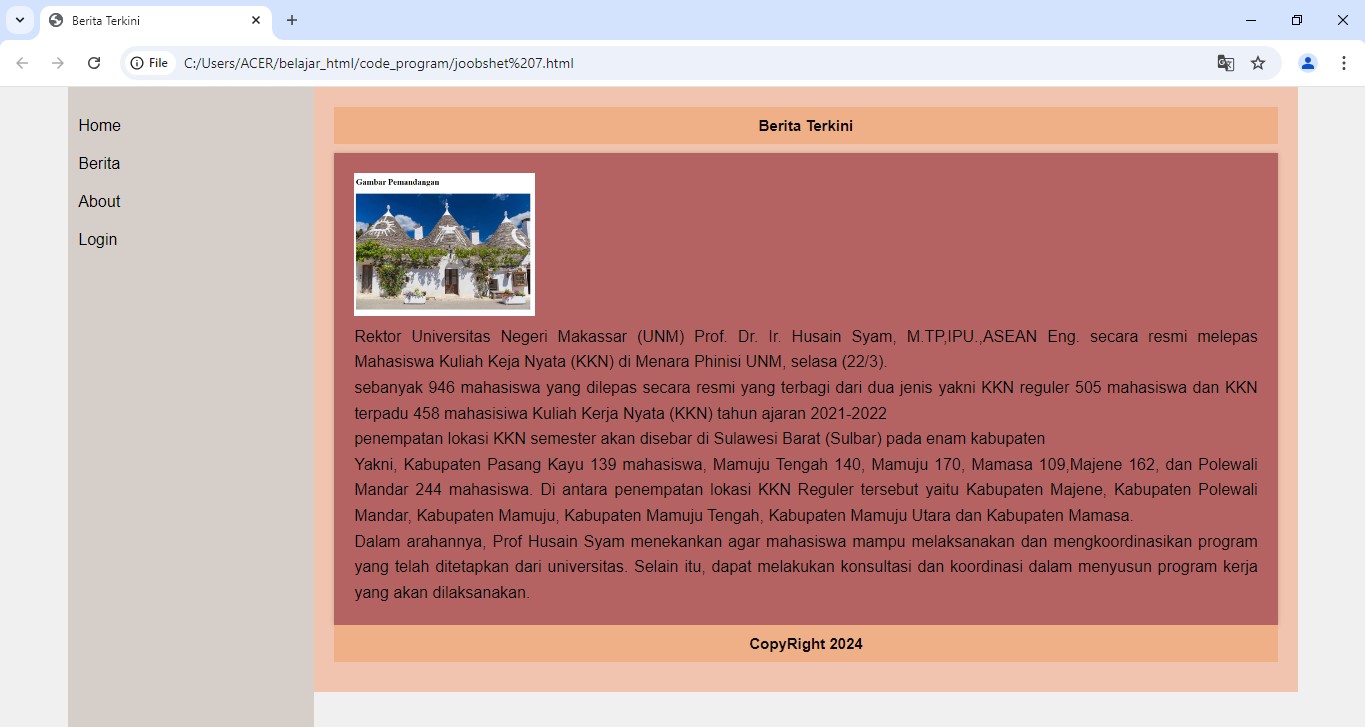 Berita Terkini
File
C:/Users/ACER/belajar_html/code_program/joobshet%207.html
Home
Berita
About
Login
Berita Terkini
Gambar Pemandangan
Rektor Universitas Negeri Makassar (UNM) Prof. Dr. Ir. Husain Syam, M.TP,IPU.,ASEAN Eng. secara resmi melepas
Mahasiswa Kuliah Keja Nyata (KKN) di Menara Phinisi UNM, selasa (22/3).
sebanyak 946 mahasiswa yang dilepas secara resmi yang terbagi dari dua jenis yakni KKN reguler 505 mahasiswa dan KKN
terpadu 458 mahasisiwa Kuliah Kerja Nyata (KKN) tahun ajaran 2021-2022
penempatan lokasi KKN semester akan disebar di Sulawesi Barat (Sulbar) pada enam kabupaten
Yakni, Kabupaten Pasang Kayu 139 mahasiswa, Mamuju Tengah 140, Mamuju 170, Mamasa 109,Majene 162, dan Polewali
Mandar 244 mahasiswa. Di antara penempatan lokasi KKN Reguler tersebut yaitu Kabupaten Majene, Kabupaten Polewali
Mandar, Kabupaten Mamuju, Kabupaten Mamuju Tengah, Kabupaten Mamuju Utara dan Kabupaten Mamasa.
Dalam arahannya, Prof Husain Syam menekankan agar mahasiswa mampu melaksanakan dan mengkoordinasikan program
yang telah ditetapkan dari universitas. Selain itu, dapat melakukan konsultasi dan koordinasi dalam menyusun program kerja
yang akan dilaksanakan.
CopyRight 2024